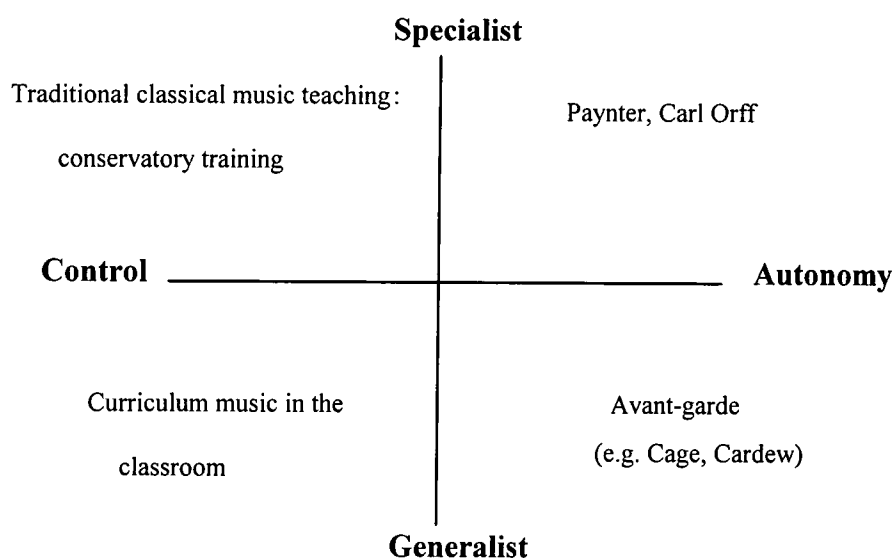 Specialist
Traditional classical music teaching:
conservatory training
Paynter, Carl Orff
Control
Autonomy
Curriculum music in the
classroom
Avant-garde
(e.g. Cage, Cardew)
Generalist